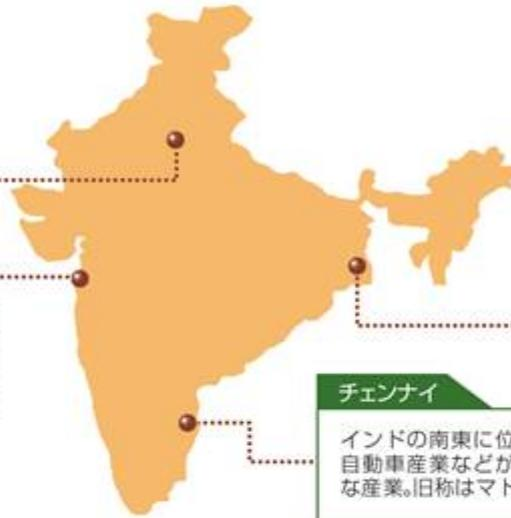 チェンナイ
インドの南東に位
自動車産業などが
な産業。旧称はマト